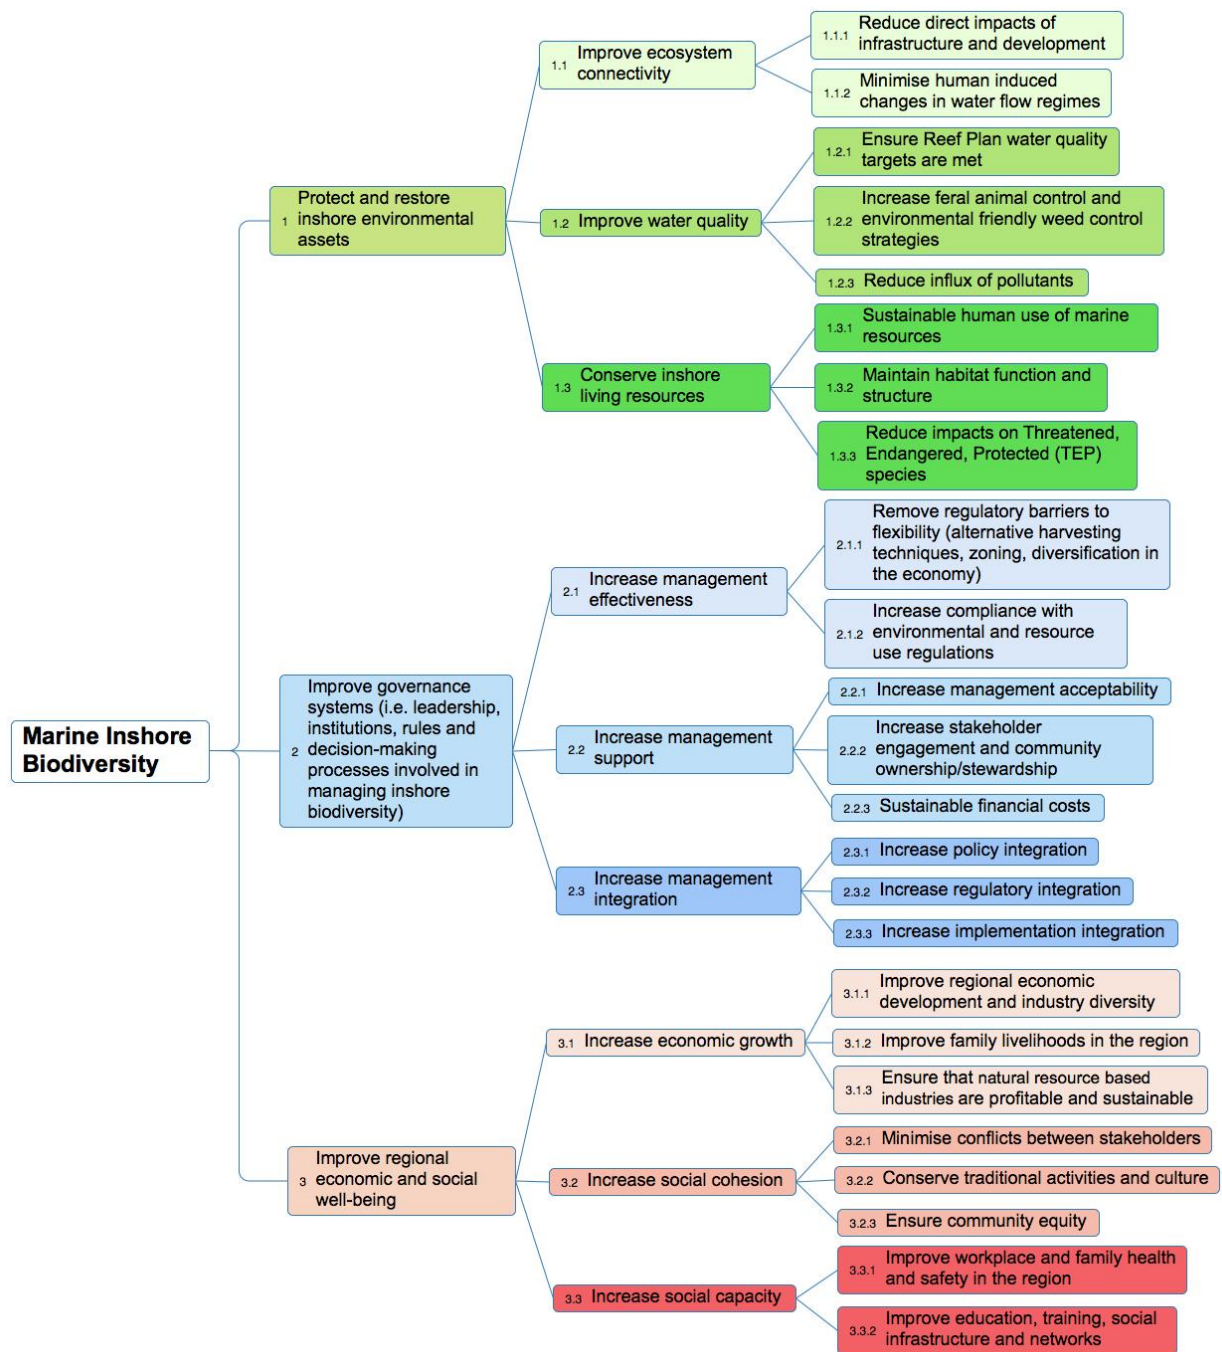 Marine Inshore
Biodiversity
1
Protect and restore
inshore environmental
assets
1.1
Improve ecosystem
connectivity
1.1.1
Reduce direct impacts of
infrastructure and development
1.1.2
Minimise human induced
changes in water flow regimes
1.2 Improve water quality
1.2.1
Ensure Reef Plan water quality
targets are met
1.2.2
Increase feral animal control and
environmental friendly weed control
strategies
1.2.3 Reduce influx of pollutants
1.3
Conserve inshore
living resources
1.3.1
Sustainable human use of marine
resources
1.3.2
Maintain habitat function and
structure
1.3.3
Reduce impacts on Threatened,
Endangered, Protected (TEP)
species
2
Improve governance
systems (i.e. leadership,
institutions, rules and
decision-making
processes involved in
managing inshore
biodiversity)
2.1
Increase management
effectiveness
2.1.1
Remove regulatory barriers to
flexibility (alternative harvesting
techniques, zoning, diversification in
the economy)
2.1.2
Increase compliance with
environmental and resource
use regulations
2.2
Increase management
support
2.2.1 Increase management acceptability
2.2.2
Increase stakeholder
engagement and community
ownership/stewardship
2.2.3 Sustainable financial costs
2.3
Increase management
integration
2.3.1 Increase policy integration
2.3.2 Increase regulatory integration
2.3.3 Increase implementation integration
3
Improve regional
economic and social
well-being
3.1 Increase economic growth
3.1.1
Improve regional economic
development and industry diversity
3.1.2 Improve family livelihoods in the region
3.1.3
Ensure that natural resource based
industries are profitable and sustainable
3.2 Increase social cohesion
3.2.1 Minimise conflicts between stakeholders
3.2.2 Conserve traditional activities and culture
3.2.3 Ensure community equity
3.3 Increase social capacity
3.3.1
Improve workplace and family health
and safety in the region
3.3.2
Improve education, training, social
infrastructure and networks